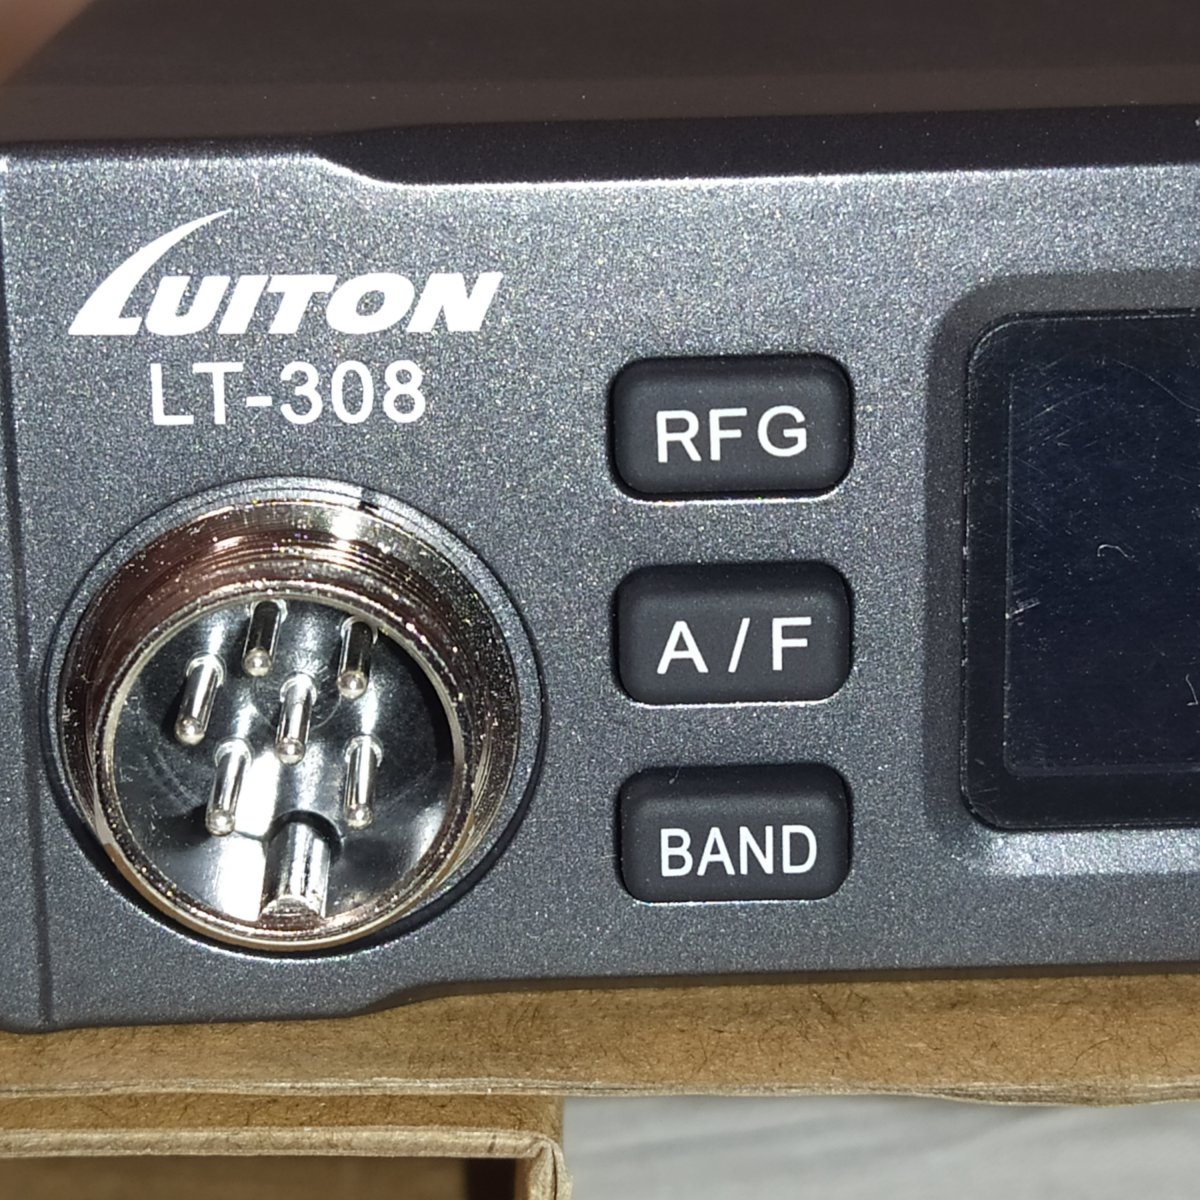 LUITON
LT-308
RFG
A/F
BAND